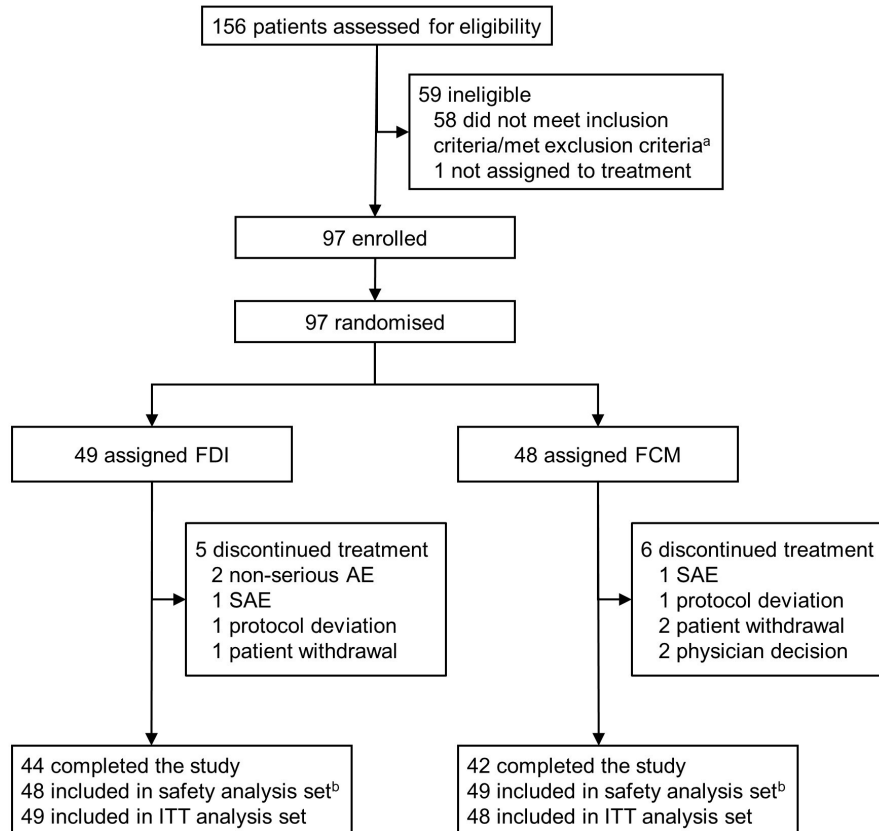 156 patients assessed for eligibility
59 ineligible
58 did not meet inclusion
criteria/met exclusion criteriaᵃ
1 not assigned to treatment
97 enrolled
97 randomised
49 assigned FDI
48 assigned FCM
5 discontinued treatment
2 non-serious AE
1 SAE
1 protocol deviation
1 patient withdrawal
6 discontinued treatment
1 SAE
1 protocol deviation
2 patient withdrawal
2 physician decision
44 completed the study
48 included in safety analysis setᵇ
49 included in ITT analysis set
42 completed the study
49 included in safety analysis setᵇ
48 included in ITT analysis set